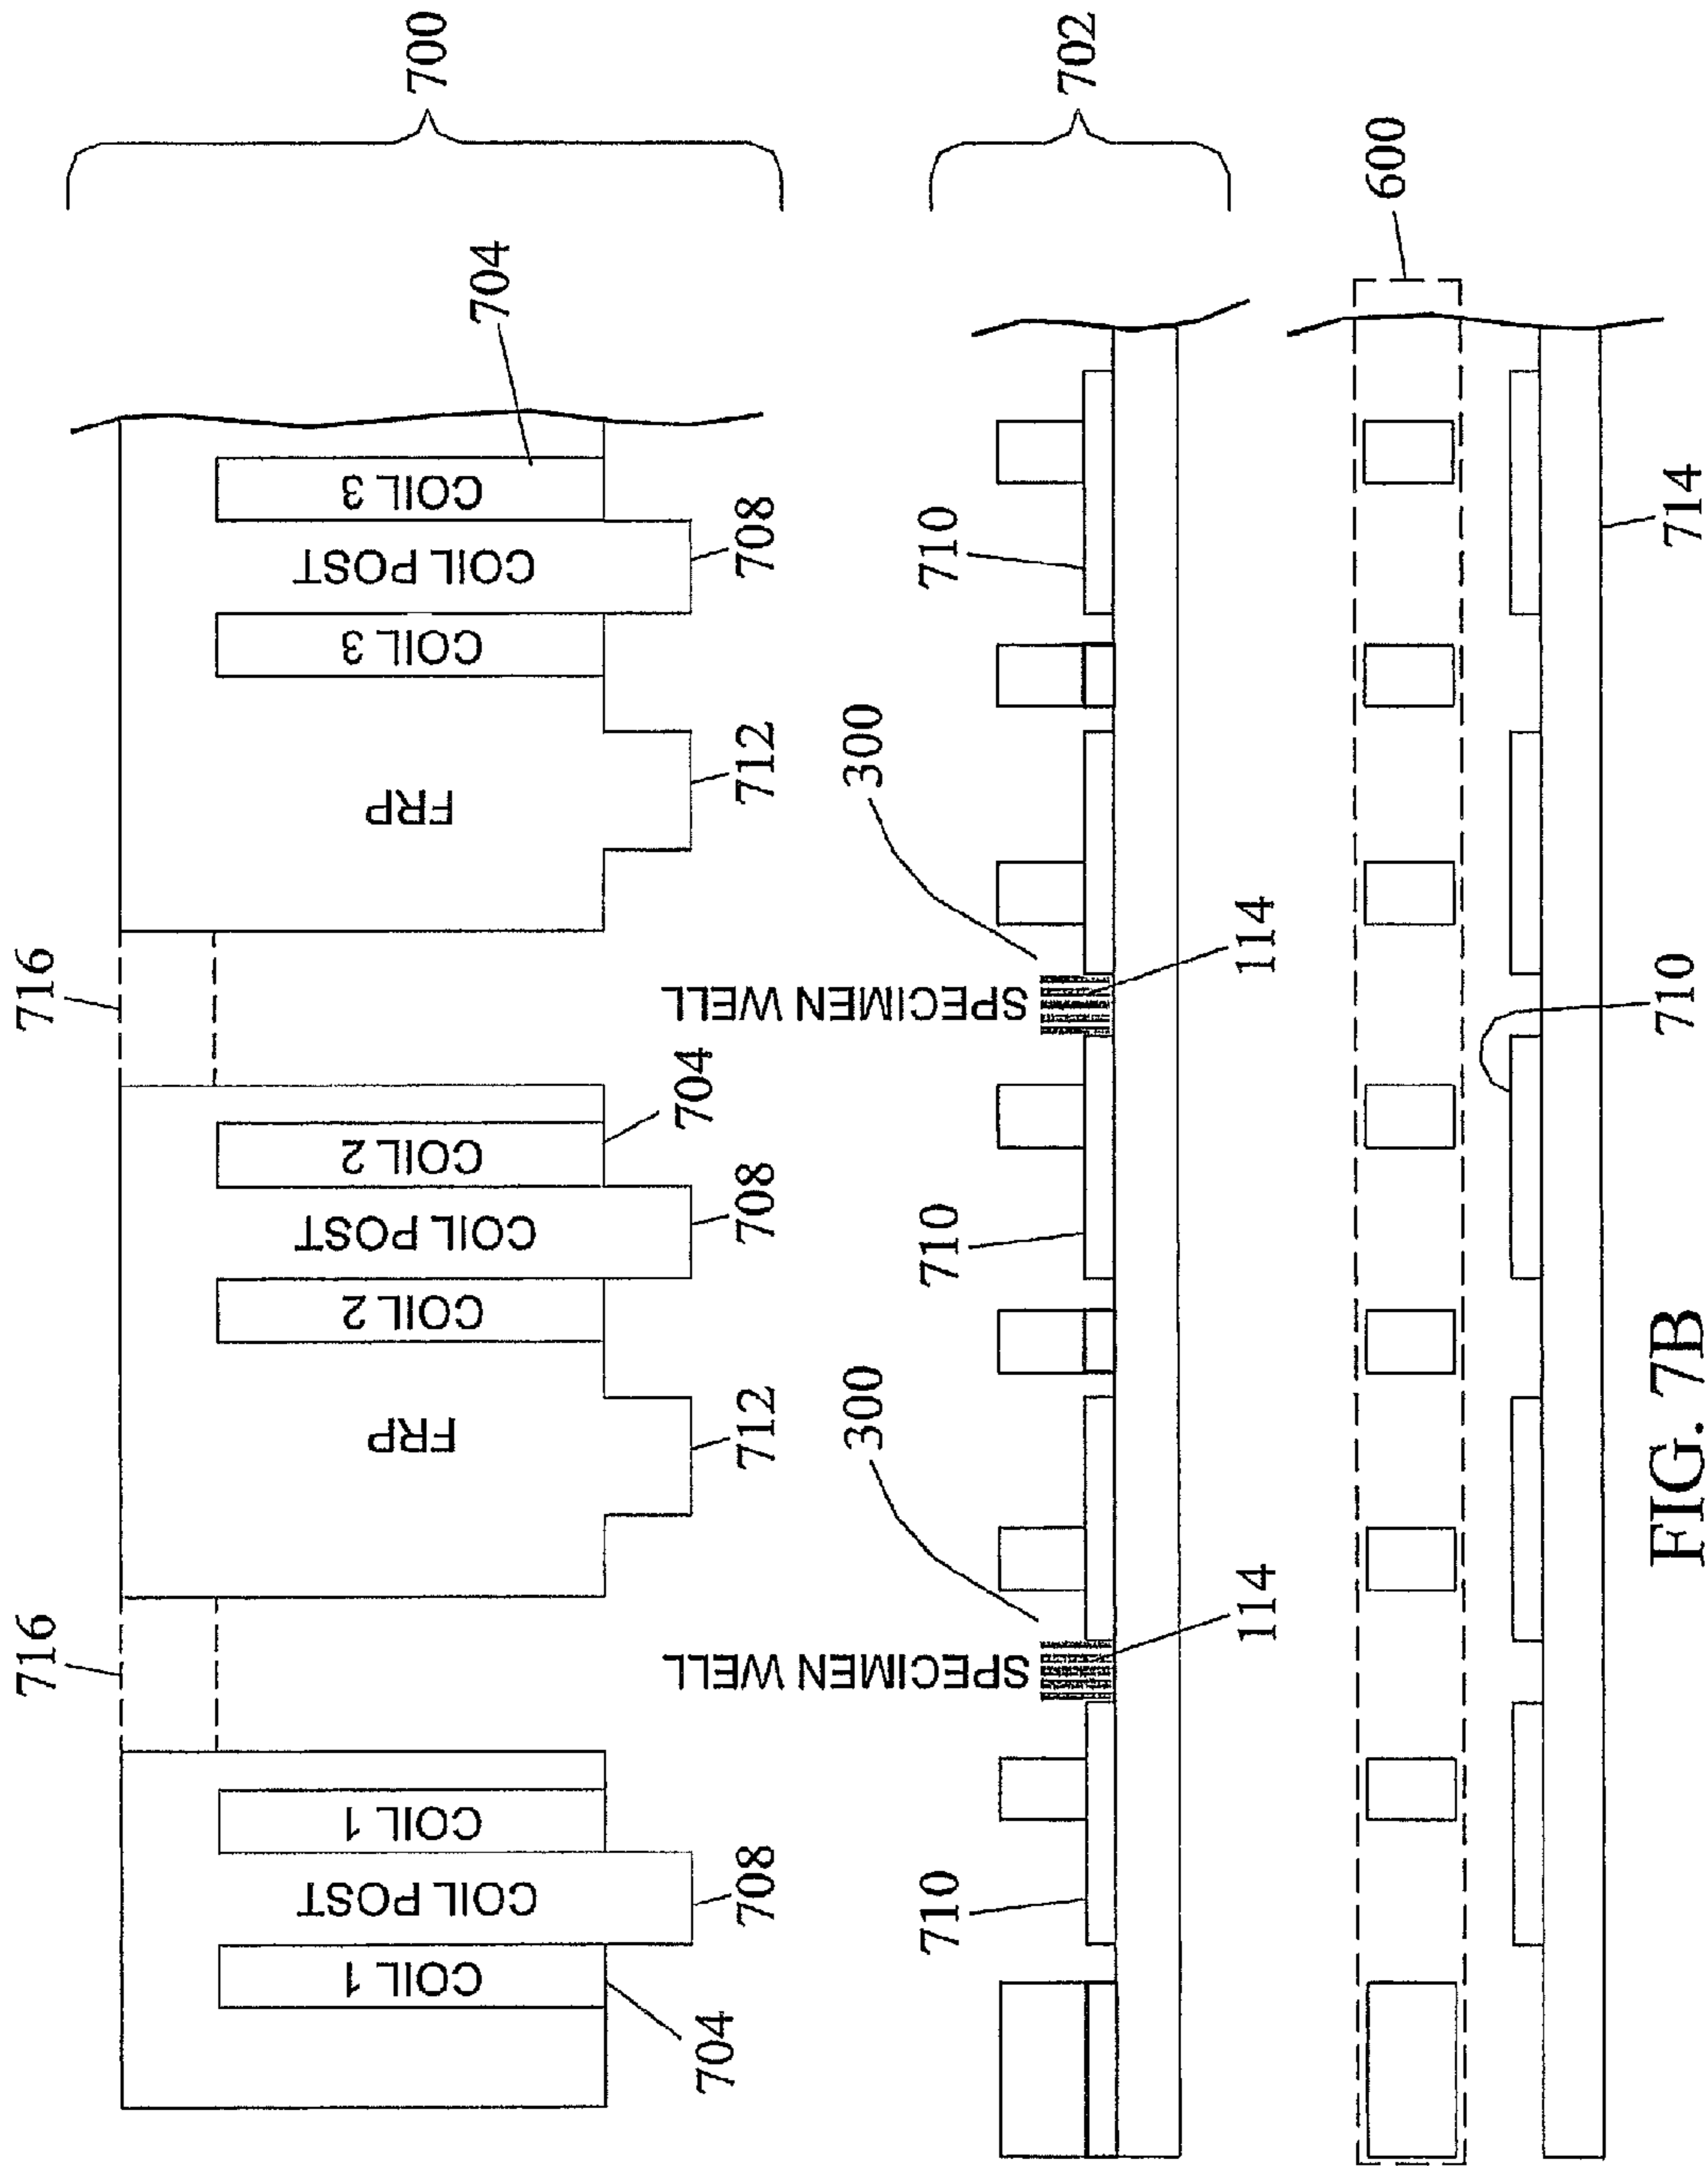 716
716
COIL 1
COIL POST
COIL 1
FRP
COIL 2
COIL POST
COIL 2
FRP
COIL 3
COIL POST
COIL 3
700
704
704
708
712
708
704
712
708
SPECIMEN WELL
300
SPECIMEN WELL
300
710
710
710
702
114
114
600
710
714
FIG. 7B